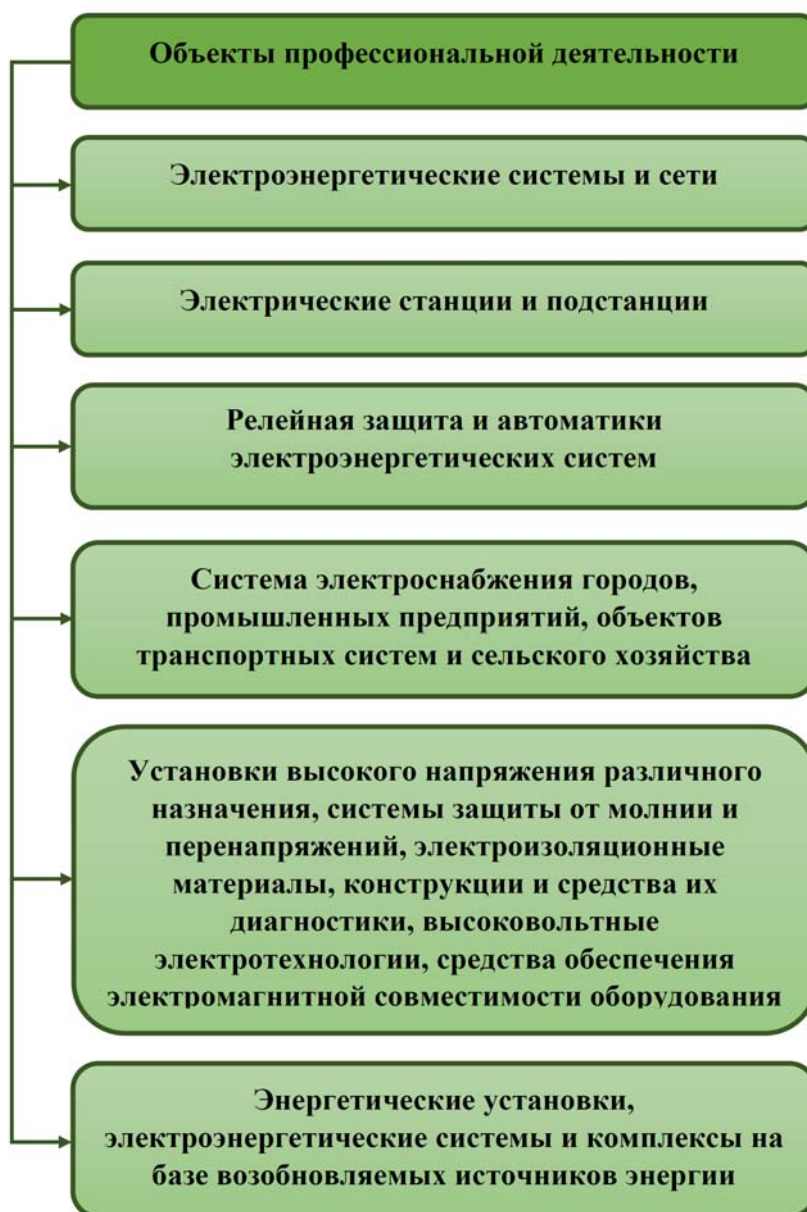 Объекты профессиональной деятельности
Электроэнергетические системы и сети
Электрические станции и подстанции
Релейная защита и автоматики
электроэнергетических систем
Система электроснабжения городов,
промышленных предприятий, объектов
транспортных систем и сельского хозяйства
Установки высокого напряжения различного
назначения, системы защиты от молнии и
перенапряжений, электроизоляционные
материалы, конструкции и средства их
диагностики, высоковольтные
электротехнологии, средства обеспечения
электромагнитной совместимости оборудования
Энергетические установки,
электроэнергетические системы и комплексы на
базе возобновляемых источников энергии